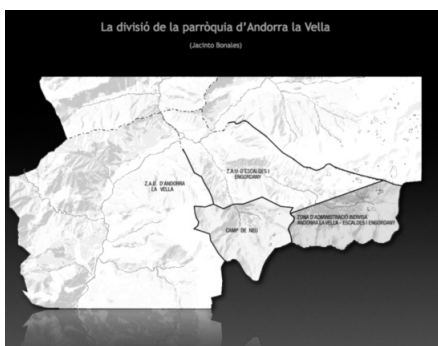 La divisió de la parròquia d'Andorra la Vella
(Jacinto Bonales)
Z.A.U. D'ESCALDES I
ENGORDANY
Z.A.U. D'ANDORRA
LA VELLA
ZONA D'ADMINISTRACIÓ INDIVISA
ANDORRA LA VELLA - ESCALDES I ENGORDANY
CAMP DE NEU